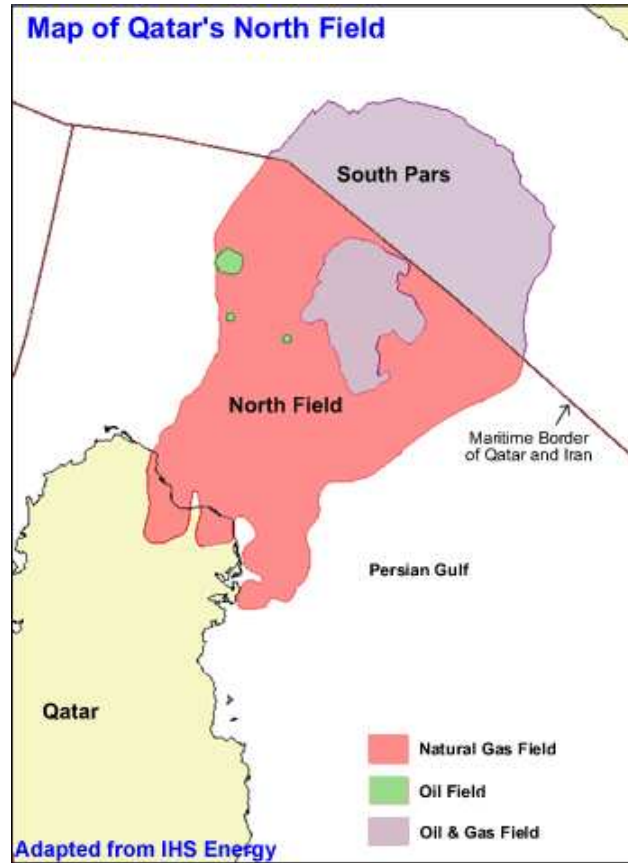 Map of Qatar's North Field
South Pars
North Field
Maritime Border
of Qatar and Iran
Persian Gulf
Qatar
Natural Gas Field
Oil Field
Oil & Gas Field
Adapted from IHS Energy